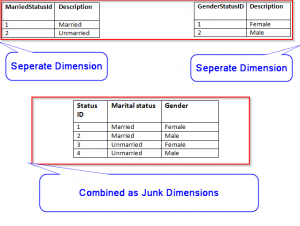 MarriedStatusId Description
1 Married
2 Unmarried
GenderStatusID Description
1 Female
2 Male
Seperate Dimension
Seperate Dimension
Status ID Marital status Gender
1 Married Female
2 Married Male
3 Unmarried Female
4 Unmarried Male
Combined as Junk Dimensions